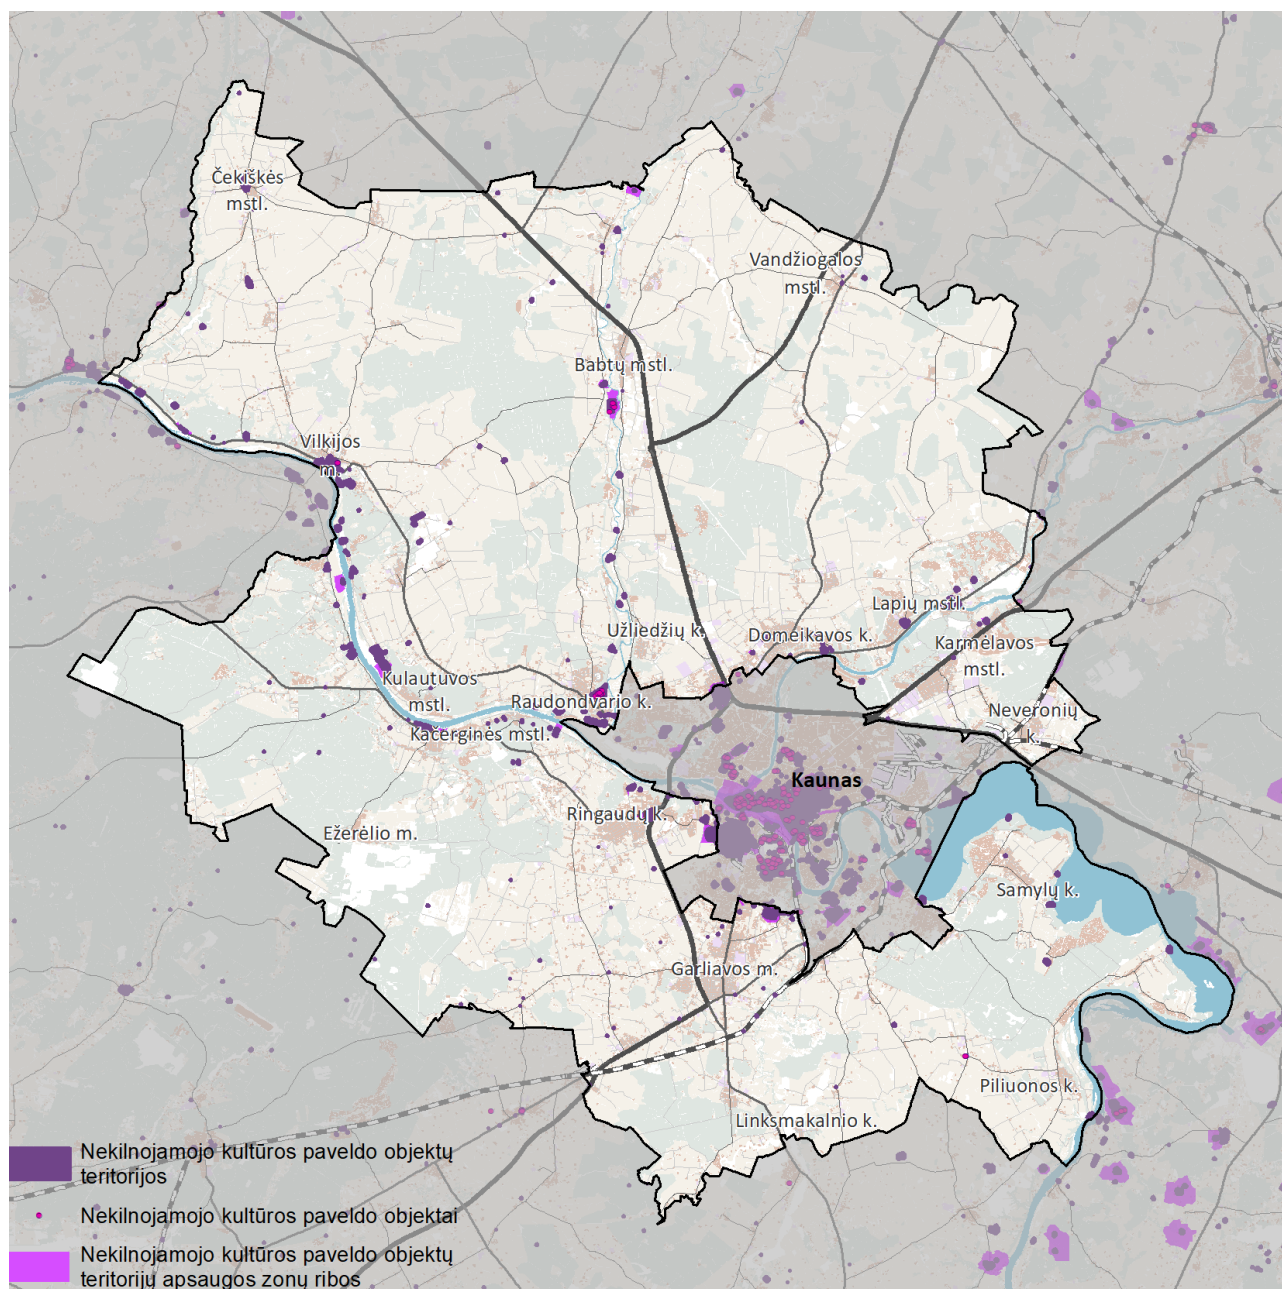 Čekiškės
mstl.
Vandžiogalos
mstl.
Babtų mstl.
Vilkijos
m.
Lapių mstl.
Užliedžių k.
Domeikavos k.
Karmėlavos
mstl.
Kulautuvos
mstl.
Raudondvario k.
Neveronių
k.
Kačerginės mstl.
Kaunas
Ringaudų k.
Ežerėlio m.
Samylų k.
Garliavos m.
Piliuonos k.
Linksmakalnio k.
Nekilnojamojo kultūros paveldo objektų
teritorijos
Nekilnojamojo kultūros paveldo objektai
Nekilnojamojo kultūros paveldo objektų
teritorijų apsaugos zonų ribos